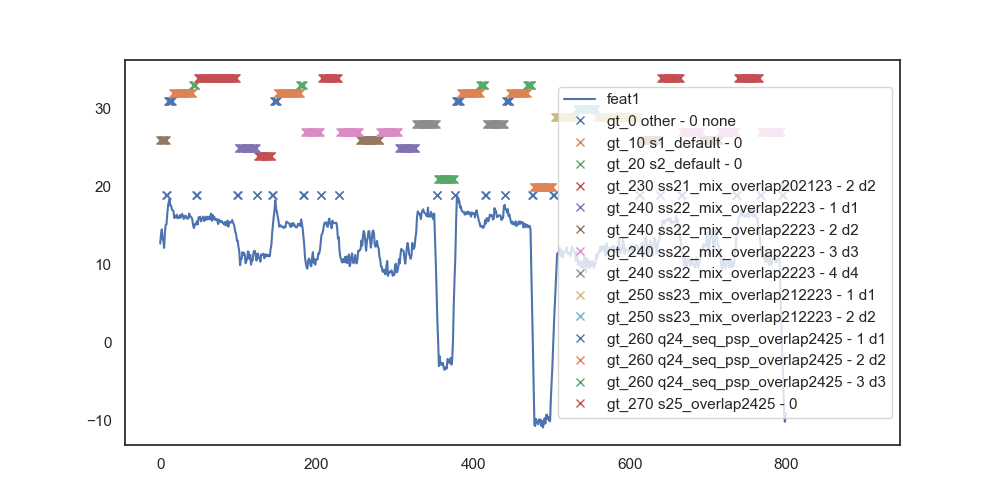 30
20
10
0
−10
0
200
400
600
800
feat1
gt_0 other - 0 none
gt_10 s1_default - 0
gt_20 s2_default - 0
gt_230 ss21_mix_overlap202123 - 2 d2
gt_240 ss22_mix_overlap2223 - 1 d1
gt_240 ss22_mix_overlap2223 - 2 d2
gt_240 ss22_mix_overlap2223 - 3 d3
gt_240 ss22_mix_overlap2223 - 4 d4
gt_250 ss23_mix_overlap212223 - 1 d1
gt_250 ss23_mix_overlap212223 - 2 d2
gt_260 q24_seq_psp_overlap2425 - 1 d1
gt_260 q24_seq_psp_overlap2425 - 2 d2
gt_260 q24_seq_psp_overlap2425 - 3 d3
gt_270 s25_overlap2425 - 0